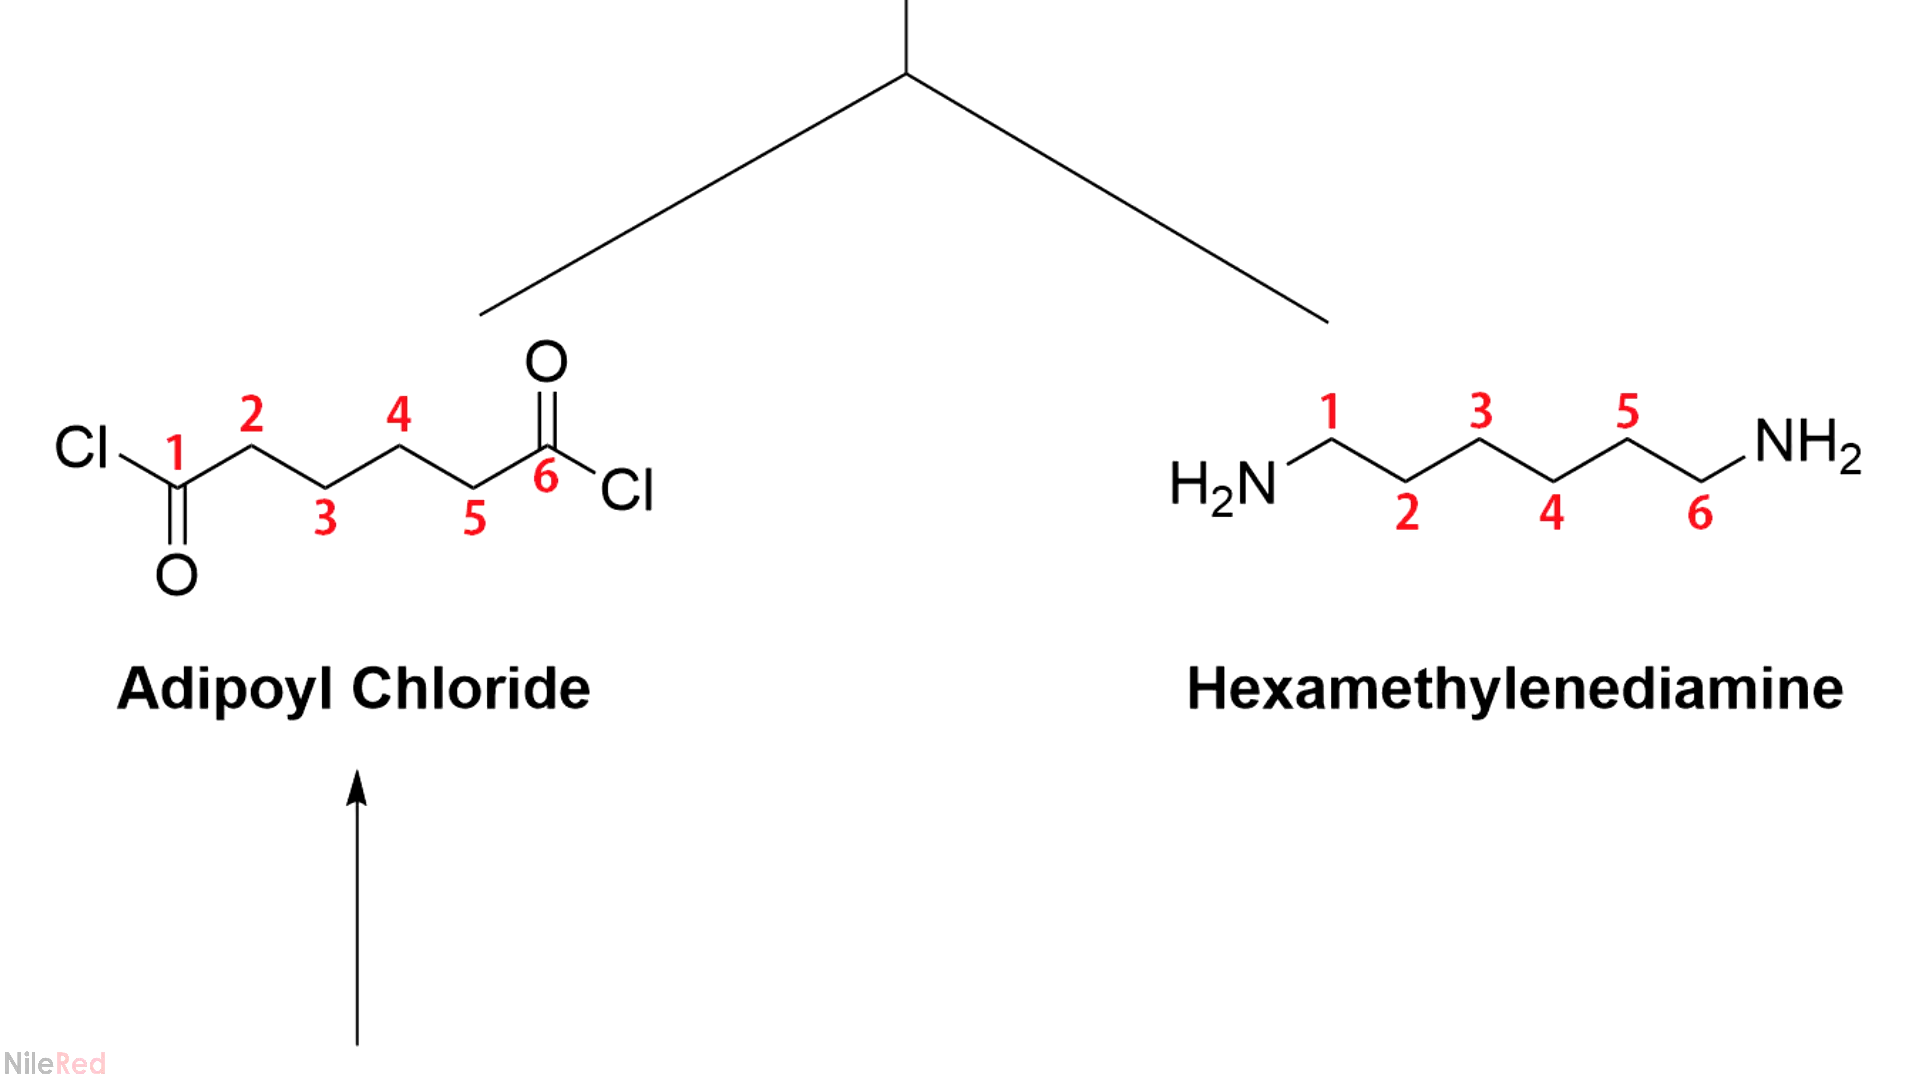 O
Cl 1 2 3 4 5 6 Cl
O
H₂N 1 2 3 4 5 6 NH₂
Adipoyl Chloride
Hexamethylenediamine
NileRed